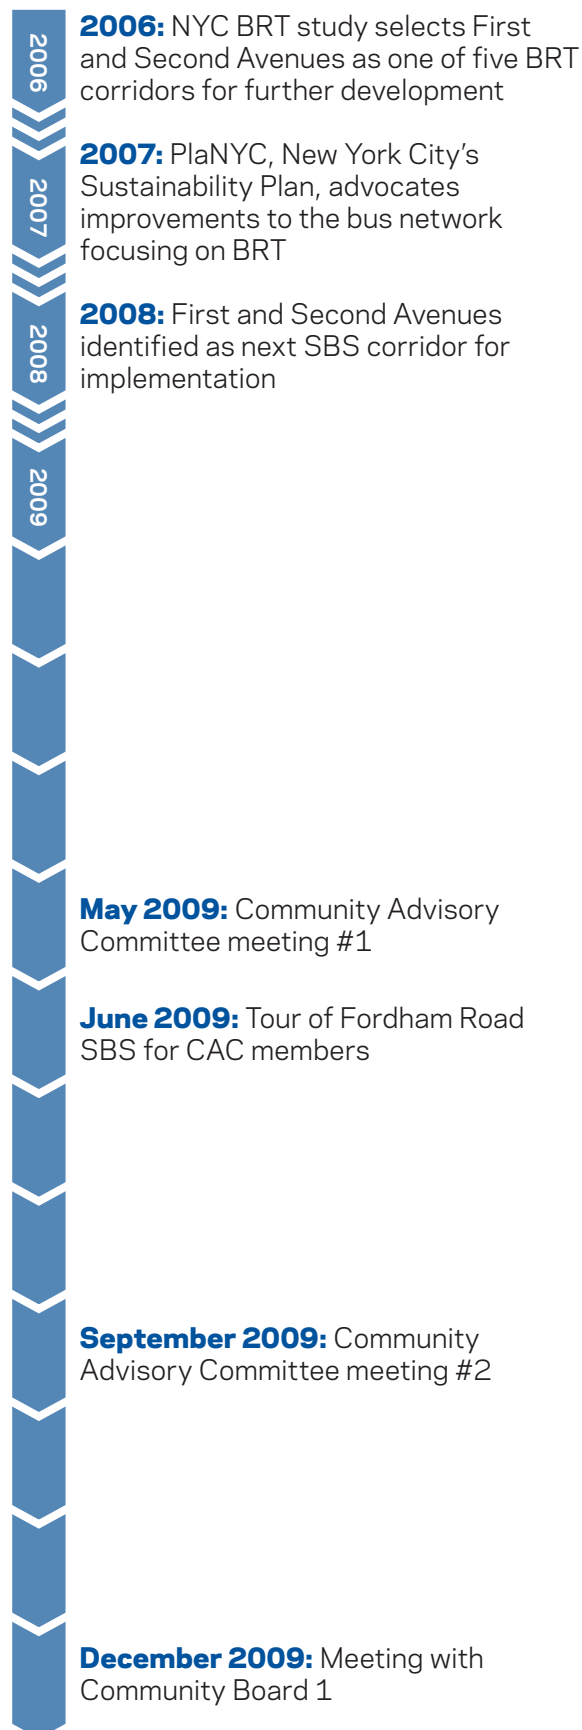 2006
2006: NYC BRT study selects First
and Second Avenues as one of five BRT
corridors for further development
2007
2007: PlaNYC, New York City’s
Sustainability Plan, advocates
improvements to the bus network
focusing on BRT
2008
2008: First and Second Avenues
identified as next SBS corridor for
implementation
2009
May 2009: Community Advisory
Committee meeting #1
June 2009: Tour of Fordham Road
SBS for CAC members
September 2009: Community
Advisory Committee meeting #2
December 2009: Meeting with
Community Board 1